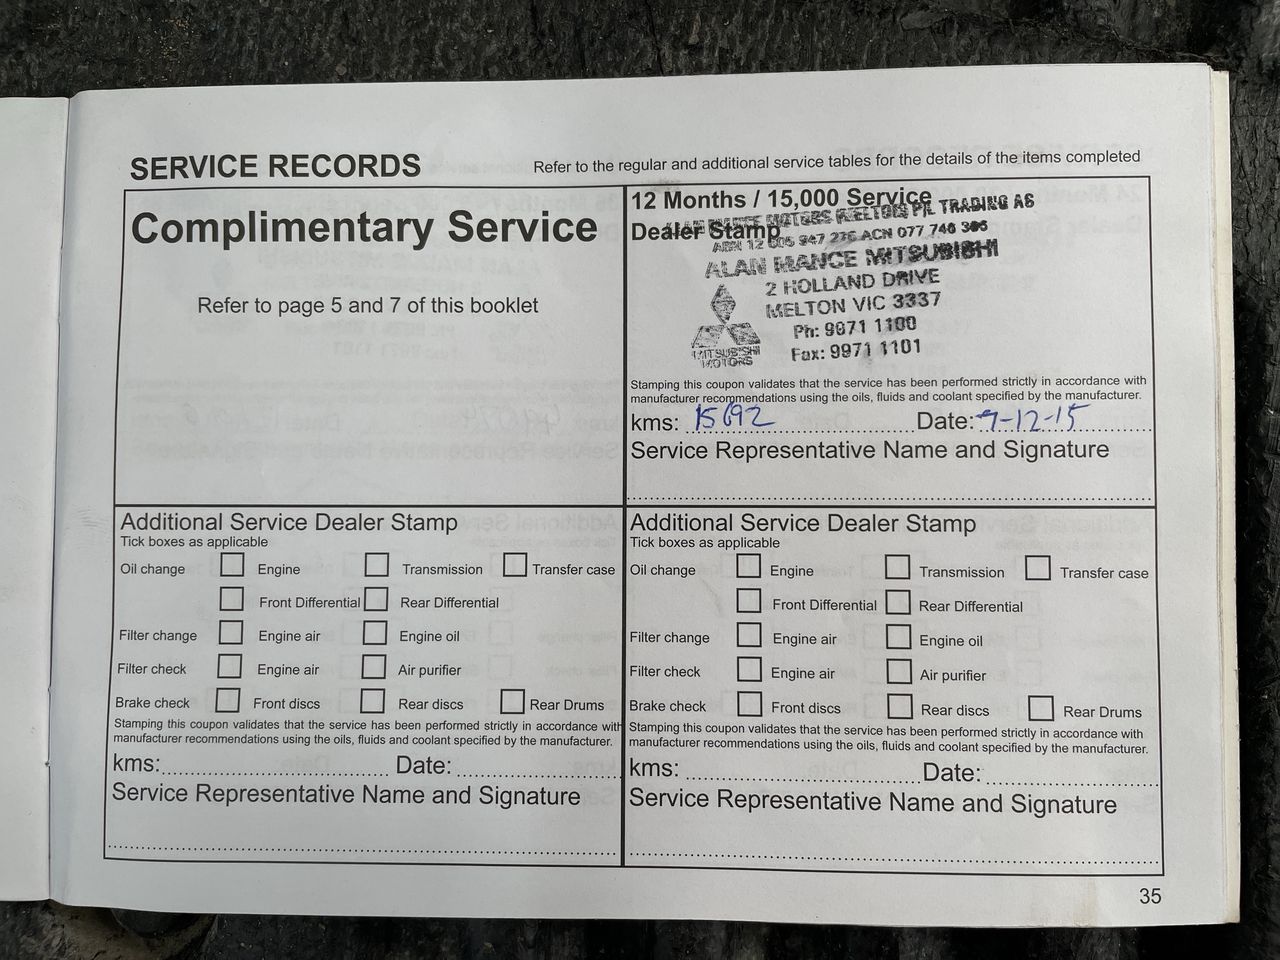 SERVICE RECORDS
Refer to the regular and additional service tables for the details of the items completed
Complimentary Service
Refer to page 5 and 7 of this booklet
12 Months / 15,000 Service
Dealer Stamp
MOTORS P/L TRADING AS
ACN 077 740
ALAN MANCE MITSUBISHI
2 HOLLAND DRIVE
MELTON VIC 3337
Ph: 9971 1100
Fax: 9971 1101
MITSUBISHI
MOTORS
Stamping this coupon validates that the service has been performed strictly in accordance with
manufacturer recommendations using the oils, fluids and coolant specified by the manufacturer.
kms: 15692 Date: 7-12-15
Service Representative Name and Signature
Additional Service Dealer Stamp
Tick boxes as applicable
Oil change Engine Transmission Transfer case
Front Differential Rear Differential
Filter change Engine air Engine oil
Filter check Engine air Air purifier
Brake check Front discs Rear discs Rear Drums
Stamping this coupon validates that the service has been performed strictly in accordance with
manufacturer recommendations using the oils, fluids and coolant specified by the manufacturer.
kms: Date:
Service Representative Name and Signature
Additional Service Dealer Stamp
Tick boxes as applicable
Oil change Engine Transmission Transfer case
Front Differential Rear Differential
Filter change Engine air Engine oil
Filter check Engine air Air purifier
Brake check Front discs Rear discs Rear Drums
Stamping this coupon validates that the service has been performed strictly in accordance with
manufacturer recommendations using the oils, fluids and coolant specified by the manufacturer.
kms: Date:
Service Representative Name and Signature
35